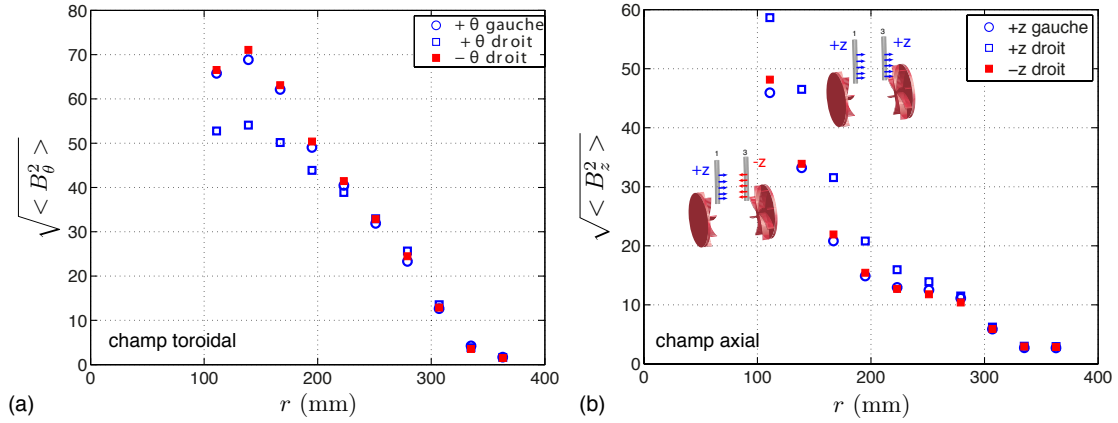 80
70
60
50
40
30
20
10
0
0
100
200
300
400
√< B_θ^2 >
r (mm)
+ θ gauche
+ θ droit
− θ droit
champ toroidal
(a)
60
50
40
30
20
10
0
0
100
200
300
400
√< B_z^2 >
r (mm)
+z gauche
+z droit
−z droit
1
3
+z
+z
1
3
+z
-z
champ axial
(b)